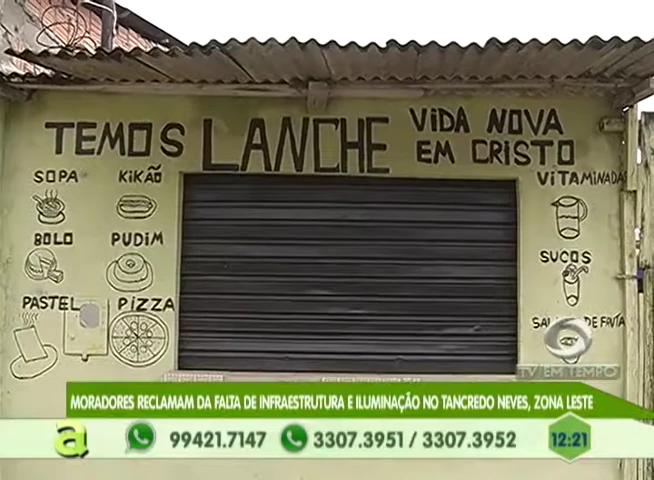 TEMOS LANCHE VIDA NOVA
EM CRISTO
SOPA KIKÃO VITAMINADA
BOLO PUDIM SUCOS
PASTEL PIZZA
DE FRUTA
TV EM TEMPO
MORADORES RECLAMAM DA FALTA DE INFRAESTRUTURA E ILUMINAÇÃO NO TANCREDO NEVES, ZONA LESTE
a 99421.7147 3307.3951 / 3307.3952 12:21